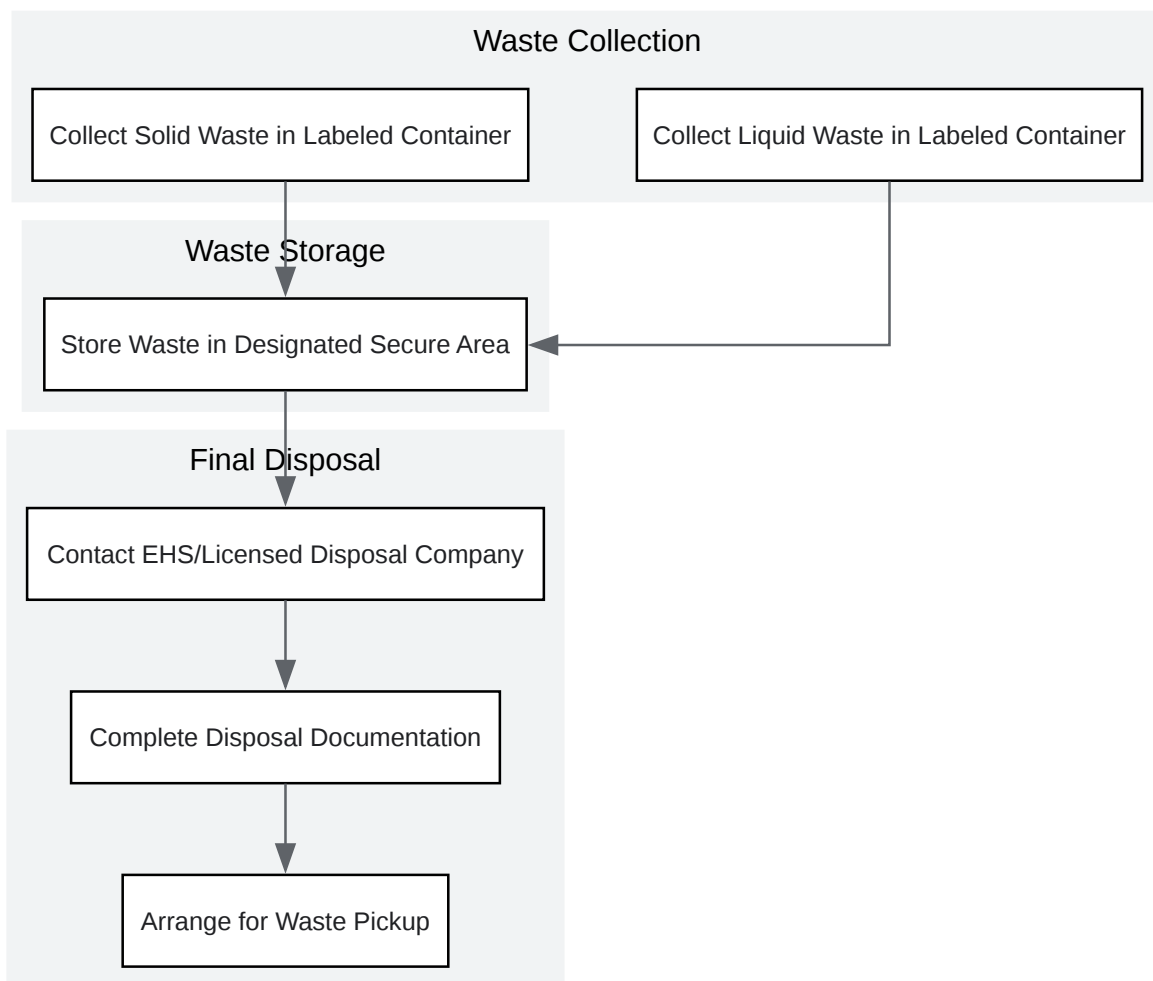 Waste Collection
Collect Solid Waste in Labeled Container
Collect Liquid Waste in Labeled Container
Waste Storage
Store Waste in Designated Secure Area
Final Disposal
Contact EHS/Licensed Disposal Company
Complete Disposal Documentation
Arrange for Waste Pickup